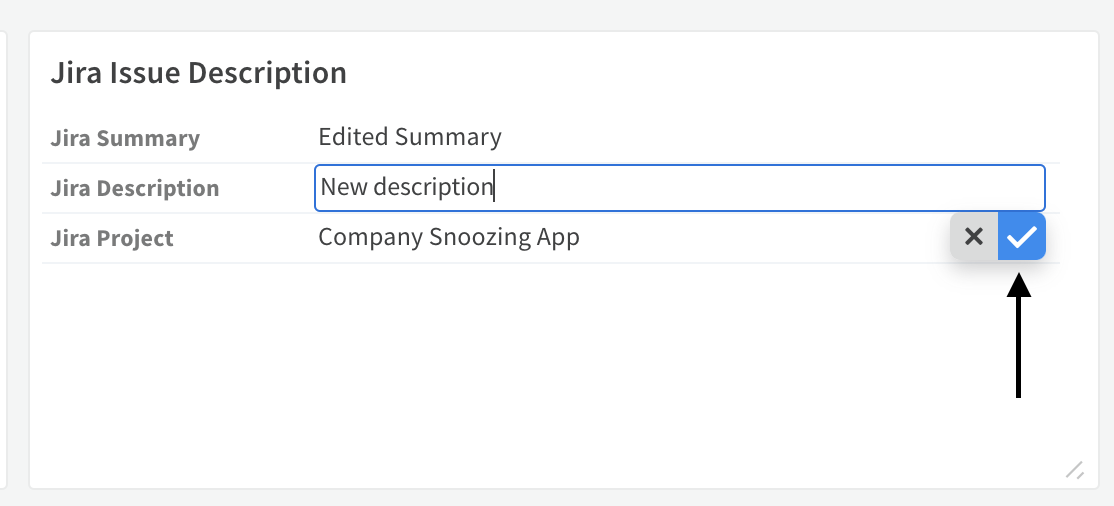 Jira Issue Description
Jira Summary Edited Summary
Jira Description New description
Jira Project Company Snoozing App